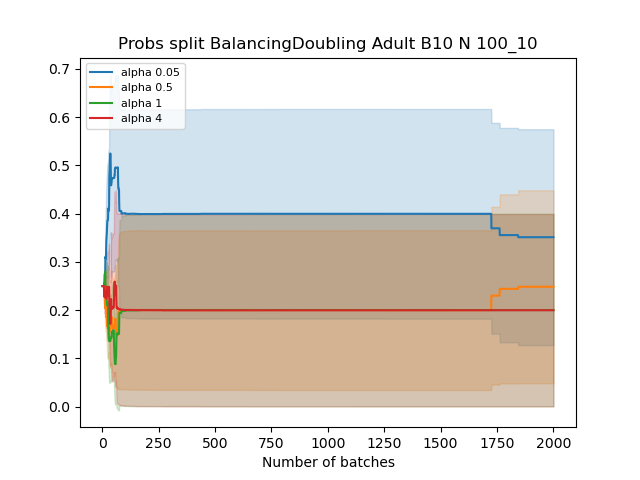 Probs split BalancingDoubling Adult B10 N 100_10
alpha 0.05
alpha 0.5
alpha 1
alpha 4
0.7
0.6
0.5
0.4
0.3
0.2
0.1
0.0
0 250 500 750 1000 1250 1500 1750 2000
Number of batches